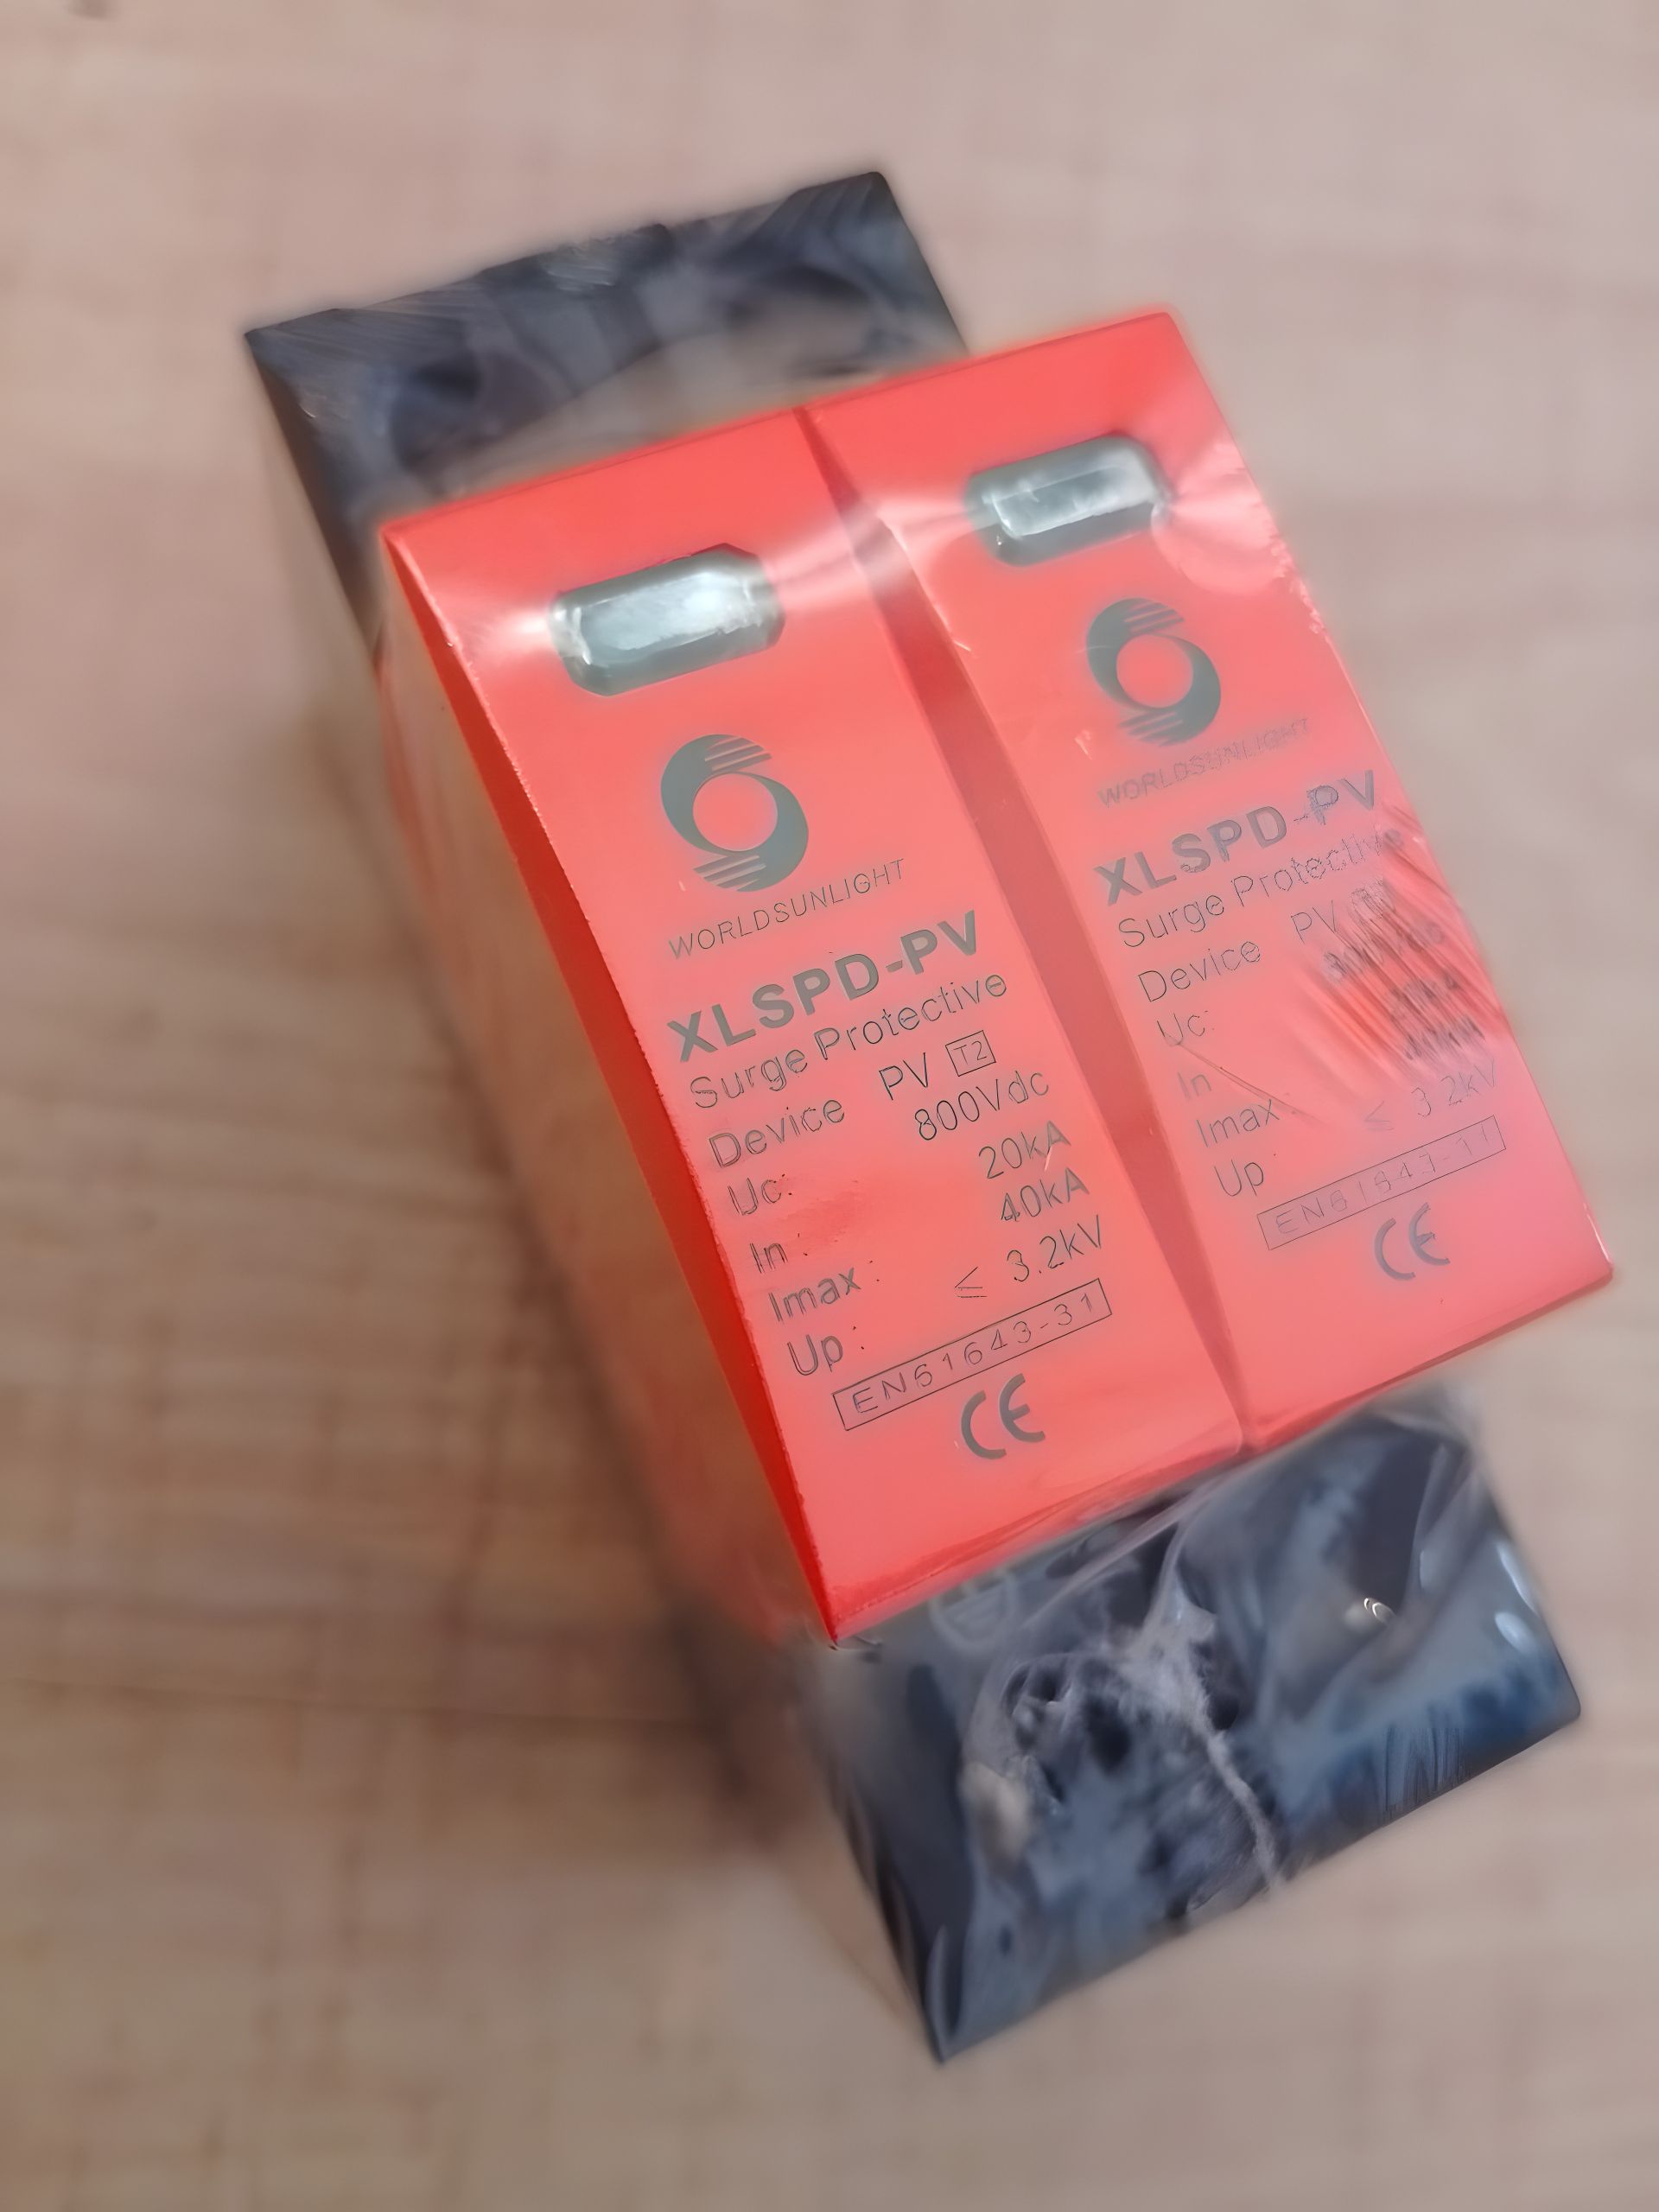 WORLDSUNLIGHT
XLSPD-PV
Surge Protective
Device PV T2
Uc: 800Vdc
In : 20kA
Imax : 40kA
Up : ≤ 3.2kV
EN61643-31
CE
WORLDSUNLIGHT
XLSPD-PV
Surge Protective
Device PV
Uc:
In
Imax :
Up ≤ 3.2kV
CE